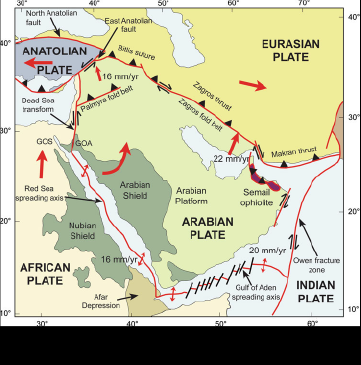 North Anatolian
fault
30°
40°
East Anatolian
fault
50°
60°
40°
40°
ANATOLIAN
PLATE
Bitlis suture
EURASIAN
PLATE
16 mm/yr
Dead Sea
transform
Palmyra fold belt
Zagros thrust
Zagros fold belt
30°
30°
GOS
GOA
22 mm/yr
Makran thrust
Red Sea
spreading axis
Arabian
Shield
Arabian
Platform
Semail
ophiolite
20°
20°
Nubian
Shield
ARABIAN
PLATE
16 mm/yr
20 mm/yr
Owen fracture
zone
AFRICAN
PLATE
Afar
Depression
Gulf of Aden
spreading axis
INDIAN
PLATE
10°
10°
30°
40°
50°
60°